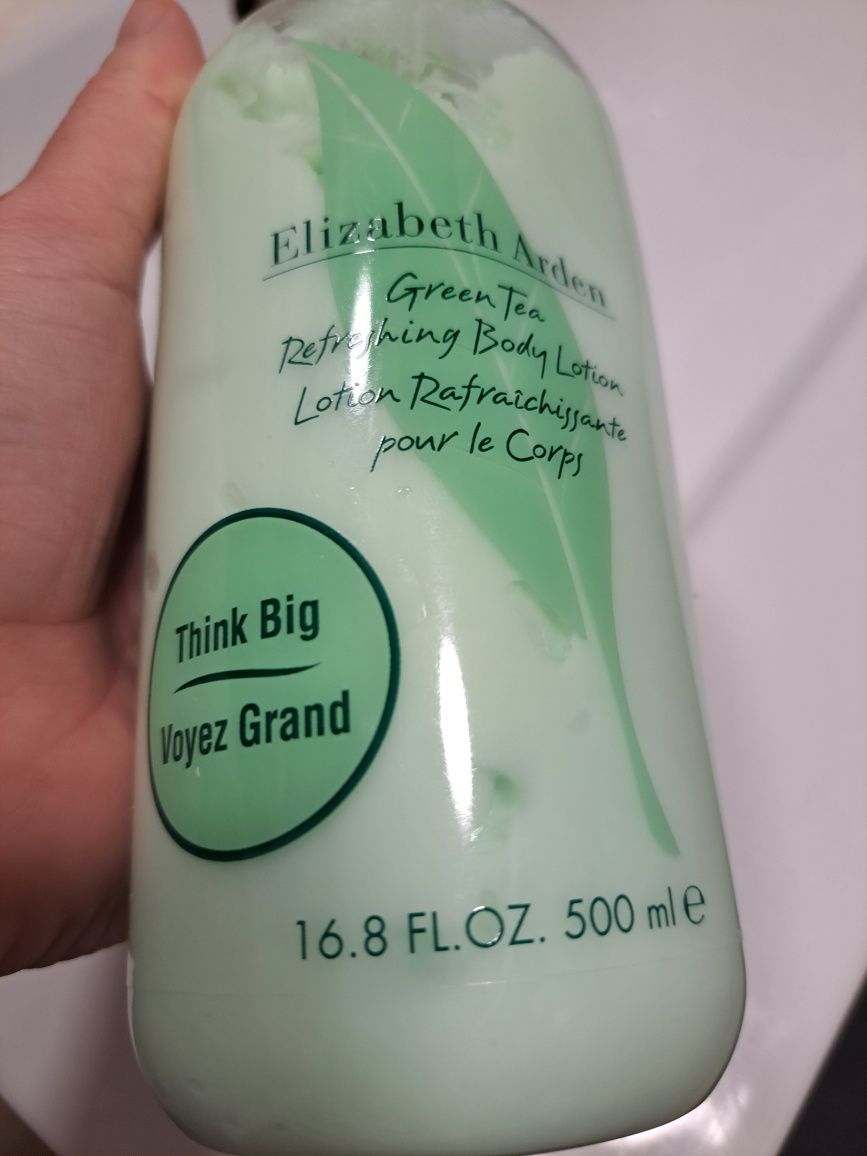 Elizabeth Arden
Green Tea
Refreshing Body Lotion
Lotion Rafraîchissante
pour le Corps
Think Big
Voyez Grand
16.8 FL.OZ. 500 ml e